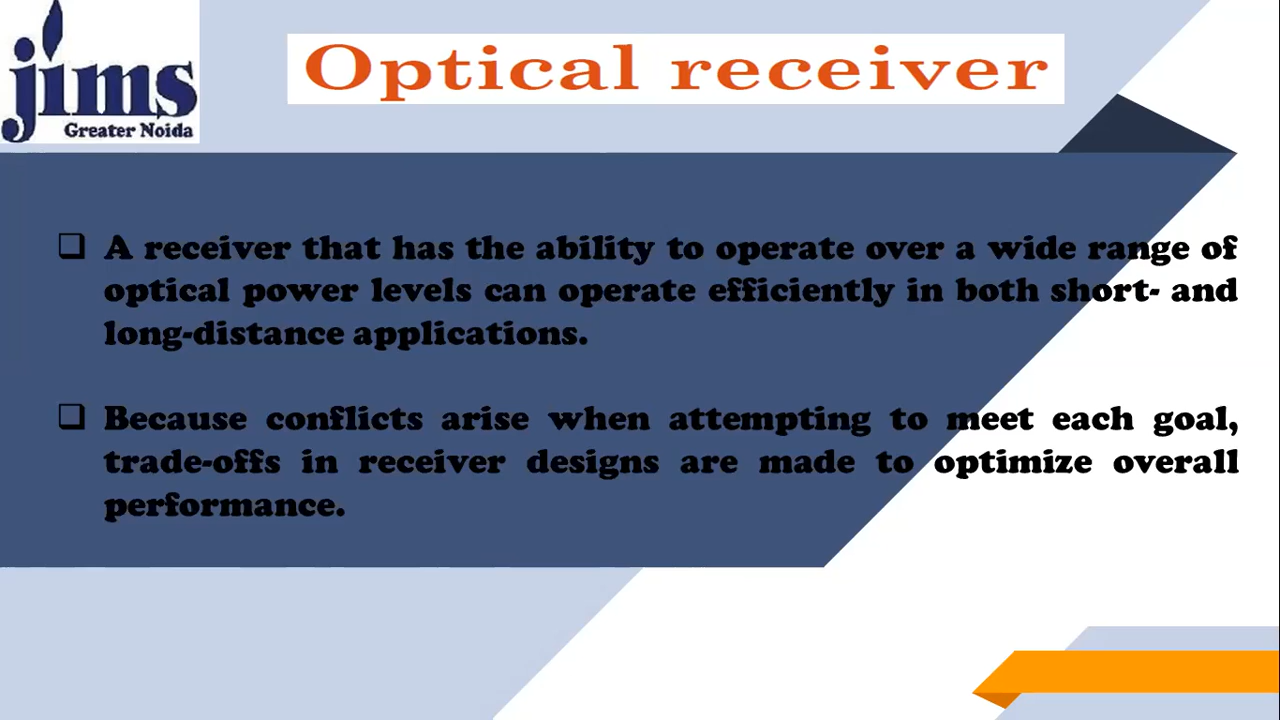 jims
Greater Noida
Optical receiver
❑ A receiver that has the ability to operate over a wide range of
optical power levels can operate efficiently in both short- and
long-distance applications.
❑ Because conflicts arise when attempting to meet each goal,
trade-offs in receiver designs are made to optimize overall
performance.